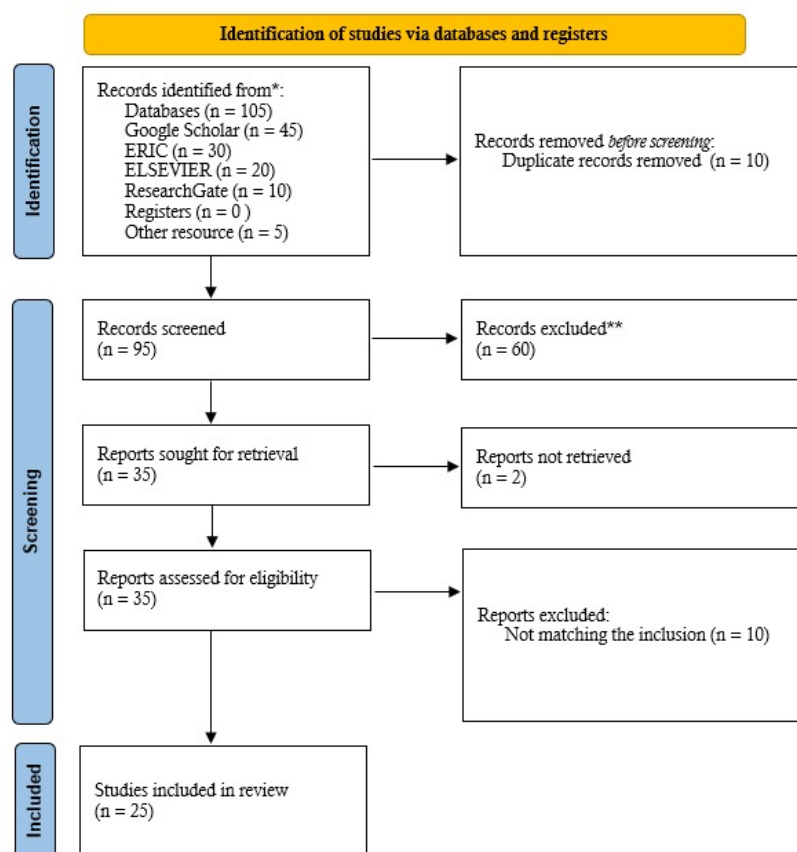 Identification of studies via databases and registers
Identification
Records identified from*:
Databases (n = 105)
Google Scholar (n = 45)
ERIC (n = 30)
ELSEVIER (n = 20)
ResearchGate (n = 10)
Registers (n = 0 )
Other resource (n = 5)
Records removed before screening:
Duplicate records removed (n = 10)
Screening
Records screened
(n = 95)
Records excluded**
(n = 60)
Reports sought for retrieval
(n = 35)
Reports not retrieved
(n = 2)
Reports assessed for eligibility
(n = 35)
Reports excluded:
Not matching the inclusion (n = 10)
Included
Studies included in review
(n = 25)